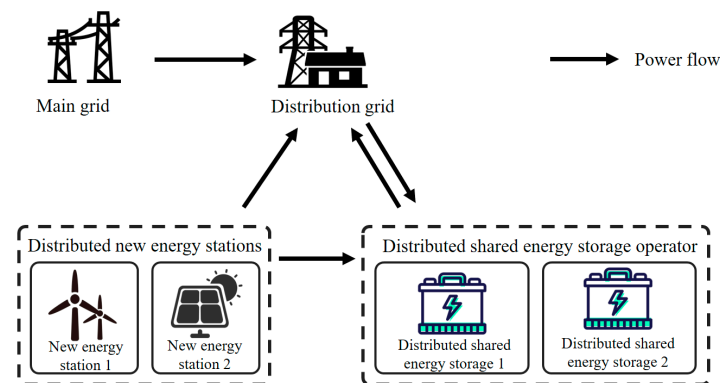 Power flow
Main grid
Distribution grid
Distributed new energy stations
Distributed shared energy storage operator
New energy
station 1
New energy
station 2
Distributed shared
energy storage 1
Distributed shared
energy storage 2